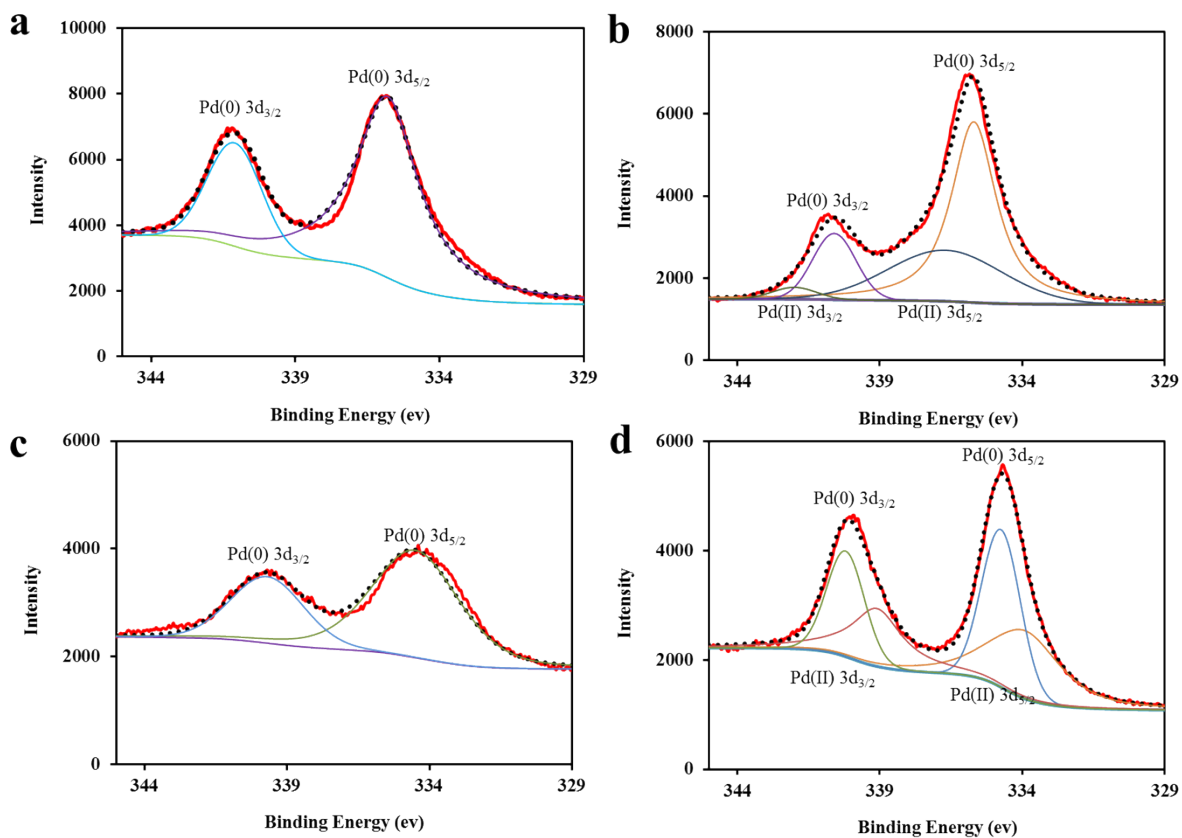 a
10000
8000
6000
4000
2000
0
Intensity
Pd(0) 3d3/2
Pd(0) 3d5/2
344
339
334
329
Binding Energy (ev)
b
8000
6000
4000
2000
0
Intensity
Pd(0) 3d5/2
Pd(0) 3d3/2
Pd(II) 3d3/2
Pd(II) 3d5/2
344
339
334
329
Binding Energy (ev)
c
6000
4000
2000
0
Intensity
Pd(0) 3d3/2
Pd(0) 3d5/2
344
339
334
329
Binding Energy (ev)
d
6000
4000
2000
0
Intensity
Pd(0) 3d5/2
Pd(0) 3d3/2
Pd(II) 3d3/2
Pd(II) 3d5/2
344
339
334
329
Binding Energy (ev)